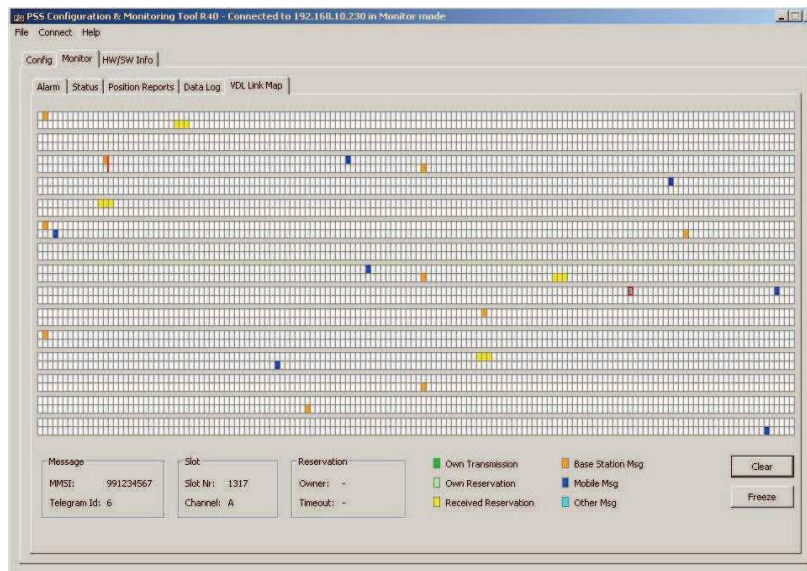 PSS Configuration & Monitoring Tool R40 - Connected to 192.168.10.230 in Monitor mode
File Connect Help
Config Monitor HW/SW Info
Alarm Status Position Reports Data Log VDL Link Map
Message
MMSI: 991234567
Telegram Id: 6
Slot
Slot Nr: 1317
Channel: A
Reservation
Owner: -
Timeout: -
Own Transmission
Own Reservation
Received Reservation
Base Station Msg
Mobile Msg
Other Msg
Clear
Freeze